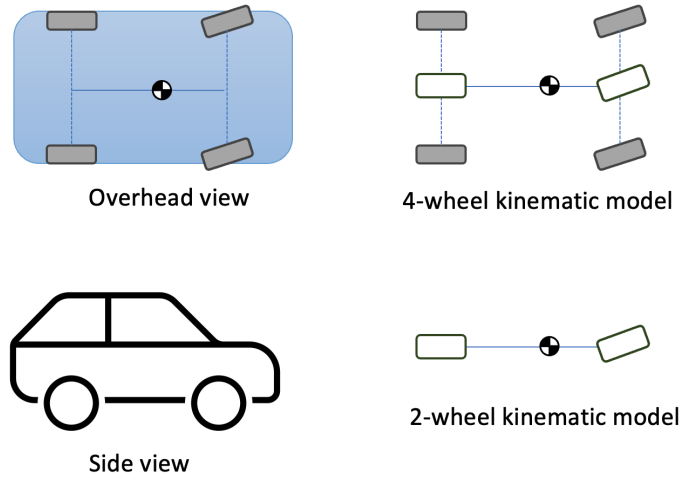 Overhead view
4-wheel kinematic model
Side view
2-wheel kinematic model